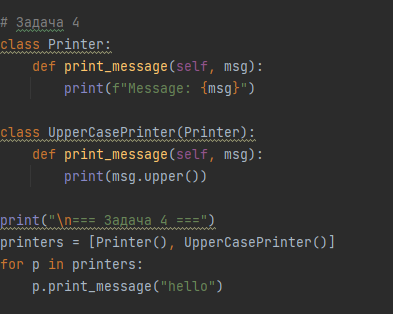 # Задача 4
class Printer:
    def print_message(self, msg):
        print(f"Message: {msg}")

class UpperCasePrinter(Printer):
    def print_message(self, msg):
        print(msg.upper())

print("\n=== Задача 4 ===")
printers = [Printer(), UpperCasePrinter()]
for p in printers:
    p.print_message("hello")